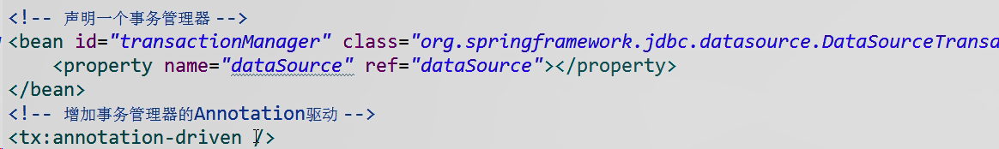 <!-- 声明一个事务管理器 -->
<bean id="transactionManager" class="org.springframework.jdbc.datasource.DataSourceTransa
<property name="dataSource" ref="dataSource"></property>
</bean>
<!-- 增加事务管理器的Annotation驱动 -->
<tx:annotation-driven />